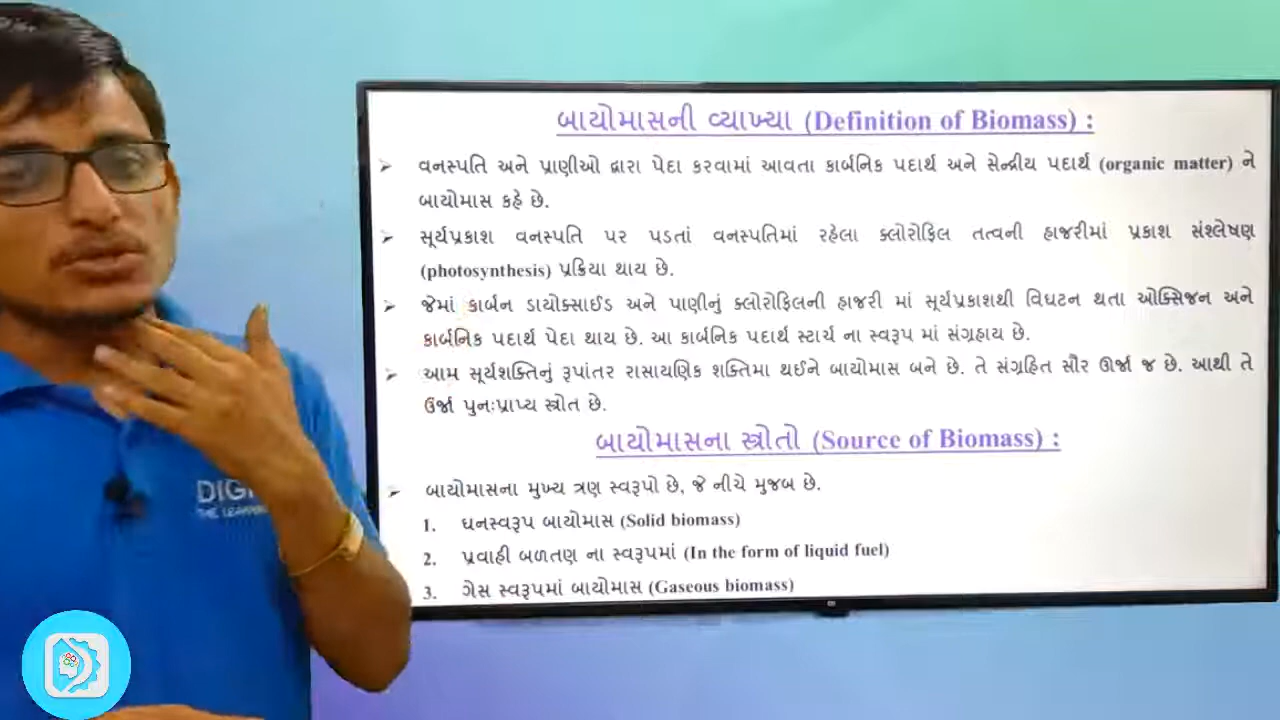 બાયોમાસની વ્યાખ્યા (Definition of Biomass) :
➢ વનસ્પતિ અને પ્રાણીઓ દ્વારા પેદા કરવામાં આવતા કાર્બનિક પદાર્થ અને સેન્દ્રીય પદાર્થ (organic matter) ને
બાયોમાસ કહે છે.
➢ સૂર્યપ્રકાશ વનસ્પતિ પર પડતાં વનસ્પતિમાં રહેલા ક્લોરોફિલ તત્વની હાજરીમાં પ્રકાશ સંશ્લેષણ
(photosynthesis) પ્રક્રિયા થાય છે.
➢ જેમાં કાર્બન ડાયોક્સાઈડ અને પાણીનું ક્લોરોફિલની હાજરી માં સૂર્યપ્રકાશથી વિઘટન થતા ઓક્સિજન અને
કાર્બનિક પદાર્થ પેદા થાય છે. આ કાર્બનિક પદાર્થ સ્ટાર્ચ ના સ્વરૂપ માં સંગ્રહાય છે.
➢ આમ સૂર્યશક્તિનું રૂપાંતર રાસાયણિક શક્તિમા થઈને બાયોમાસ બને છે. તે સંગ્રહિત સૌર ઊર્જા જ છે. આથી તે
ઉર્જા પુનઃપ્રાપ્ય સ્ત્રોત છે.
બાયોમાસના સ્ત્રોતો (Source of Biomass) :
➢ બાયોમાસના મુખ્ય ત્રણ સ્વરૂપો છે, જે નીચે મુજબ છે.
1. ઘનસ્વરૂપ બાયોમાસ (Solid biomass)
2. પ્રવાહી બળતણ ના સ્વરૂપમાં (In the form of liquid fuel)
3. ગેસ સ્વરૂપમાં બાયોમાસ (Gaseous biomass)
DIG
THE